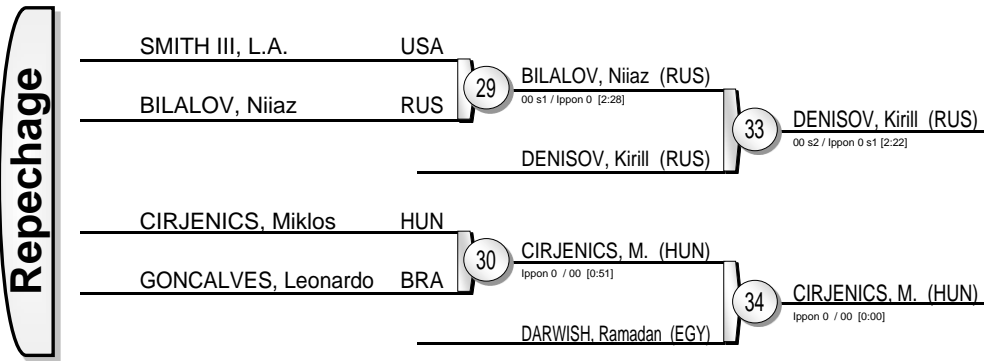 Repechage
SMITH III, L.A. USA
BILALOV, Niiaz RUS
29
BILALOV, Niiaz (RUS)
00 s1 / Ippon 0 [2:28]
DENISOV, Kirill (RUS)
33
DENISOV, Kirill (RUS)
00 s2 / Ippon 0 s1 [2:22]
CIRJENICS, Miklos HUN
GONCALVES, Leonardo BRA
30
CIRJENICS, M. (HUN)
Ippon 0 / 00 [0:51]
DARWISH, Ramadan (EGY)
34
CIRJENICS, M. (HUN)
Ippon 0 / 00 [0:00]